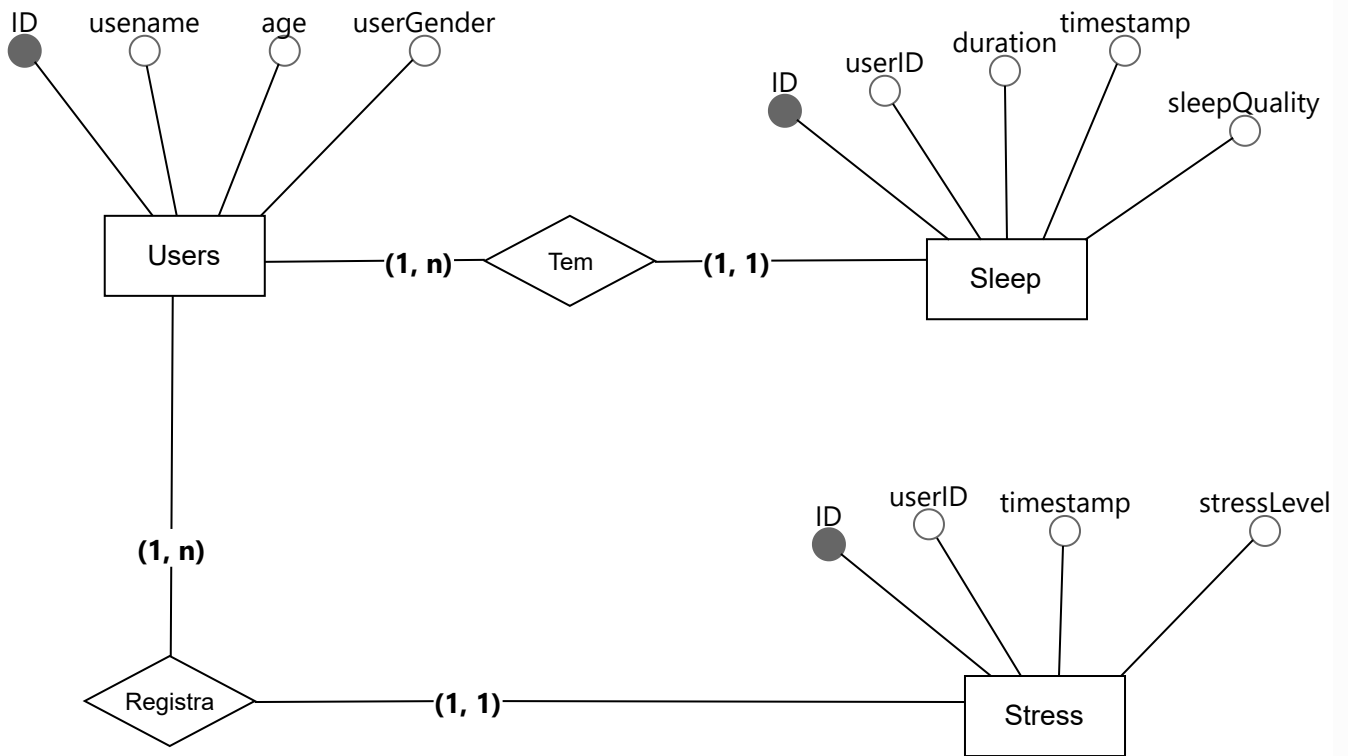 ID
usename
age
userGender
Users
(1, n)
Tem
(1, 1)
ID
userID
duration
timestamp
sleepQuality
Sleep
(1, n)
Registra
(1, 1)
ID
userID
timestamp
stressLevel
Stress